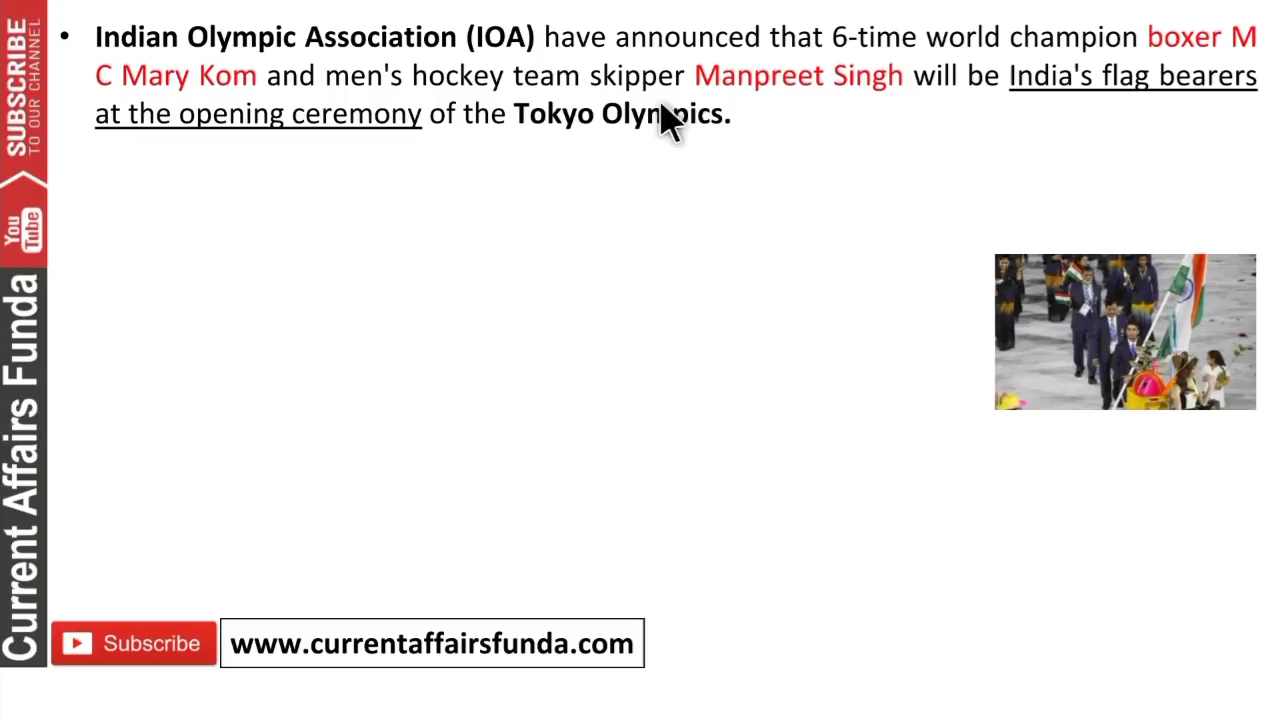 • Indian Olympic Association (IOA) have announced that 6-time world champion boxer M
C Mary Kom and men's hockey team skipper Manpreet Singh will be India's flag bearers
at the opening ceremony of the Tokyo Olympics.
SUBSCRIBE
TO OUR CHANNEL
You
Tube
Current Affairs Funda
Subscribe
www.currentaffairsfunda.com